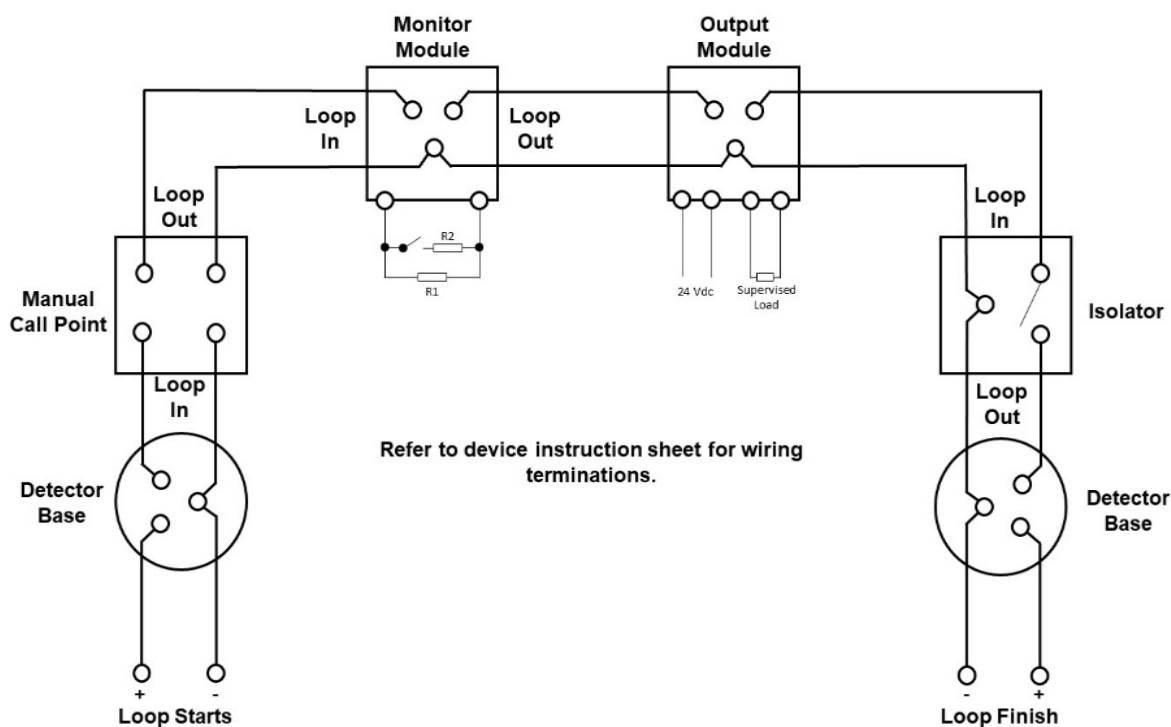 Monitor
Module
Output
Module
Loop
In
Loop
Out
Loop
Out
Loop
In
R2
R1
24 Vdc
Supervised
Load
Manual
Call Point
Isolator
Loop
In
Loop
Out
Refer to device instruction sheet for wiring
terminations.
Detector
Base
Detector
Base
+
-
-
+
Loop Starts
Loop Finish